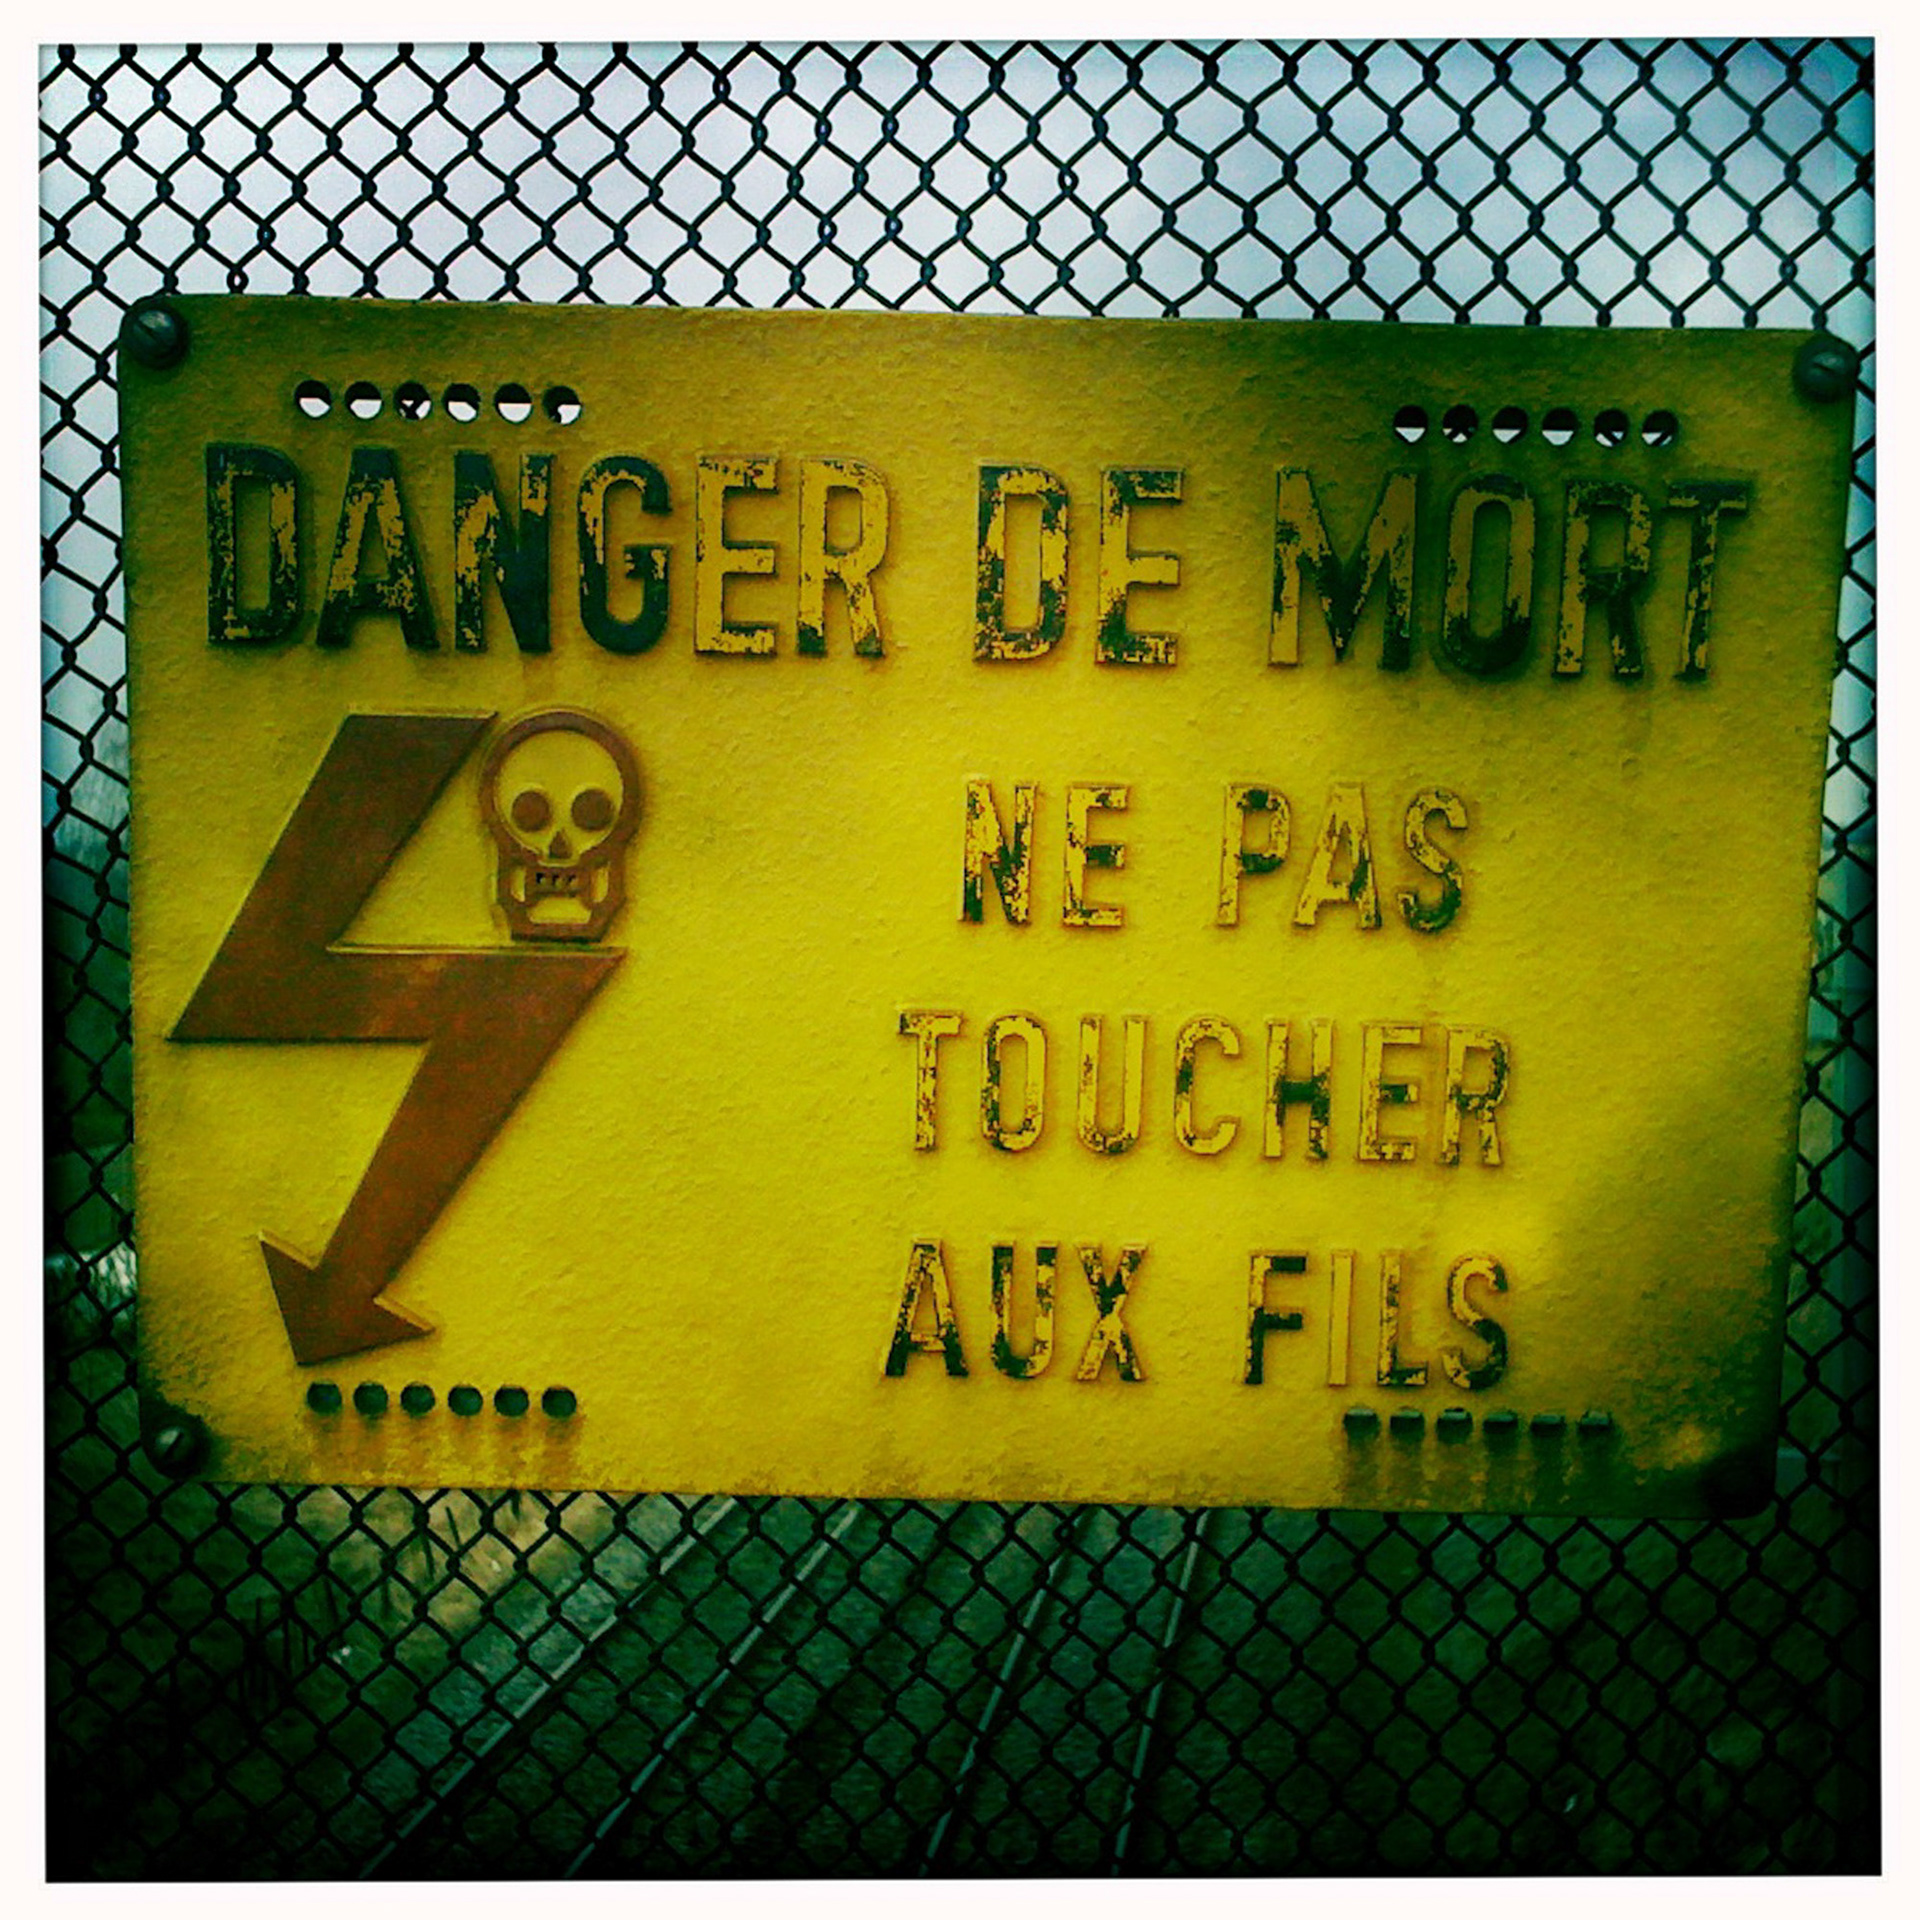 DANGER DE MORT
NE PAS
TOUCHER
AUX FILS